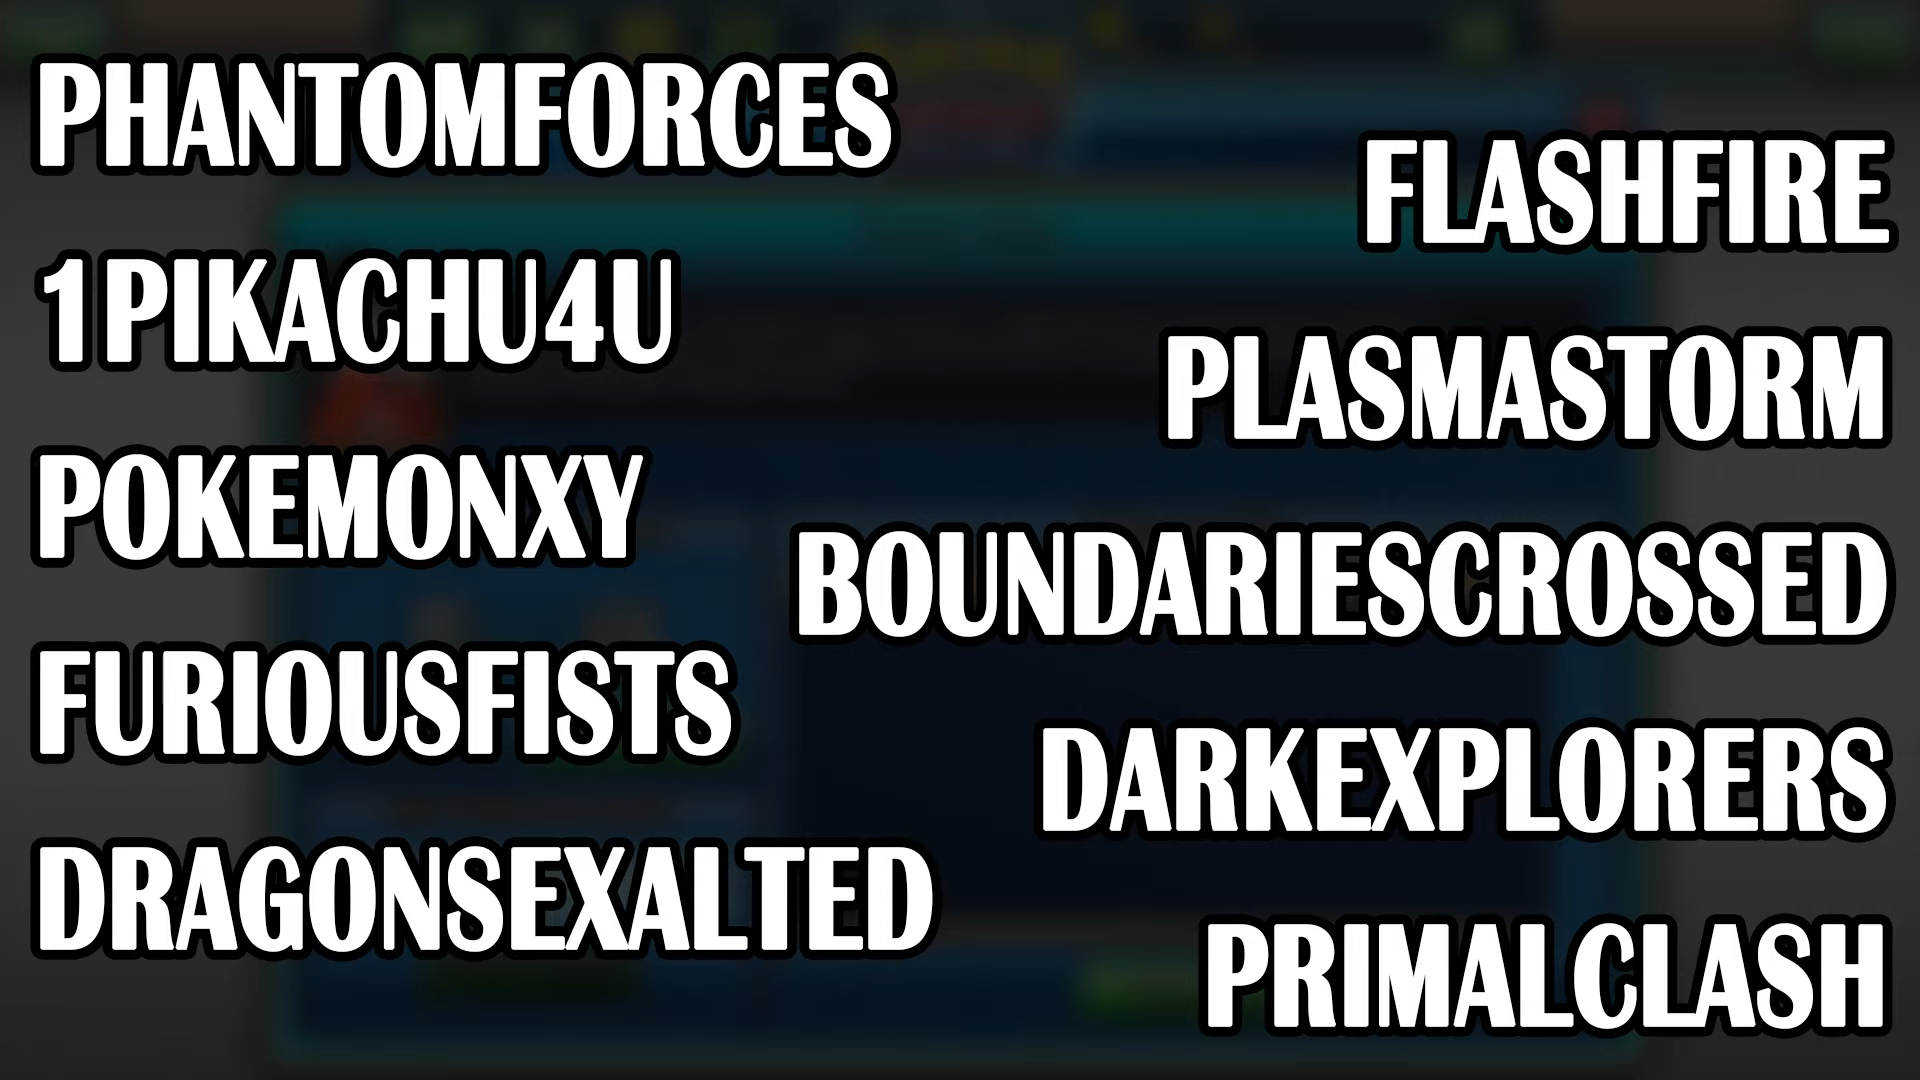 PHANTOMFORCES
1PIKACHU4U
POKEMONXY
FURIOUSFISTS
DRAGONSEXALTED
FLASHFIRE
PLASMASTORM
BOUNDARIESCROSSED
DARKEXPLORERS
PRIMALCLASH